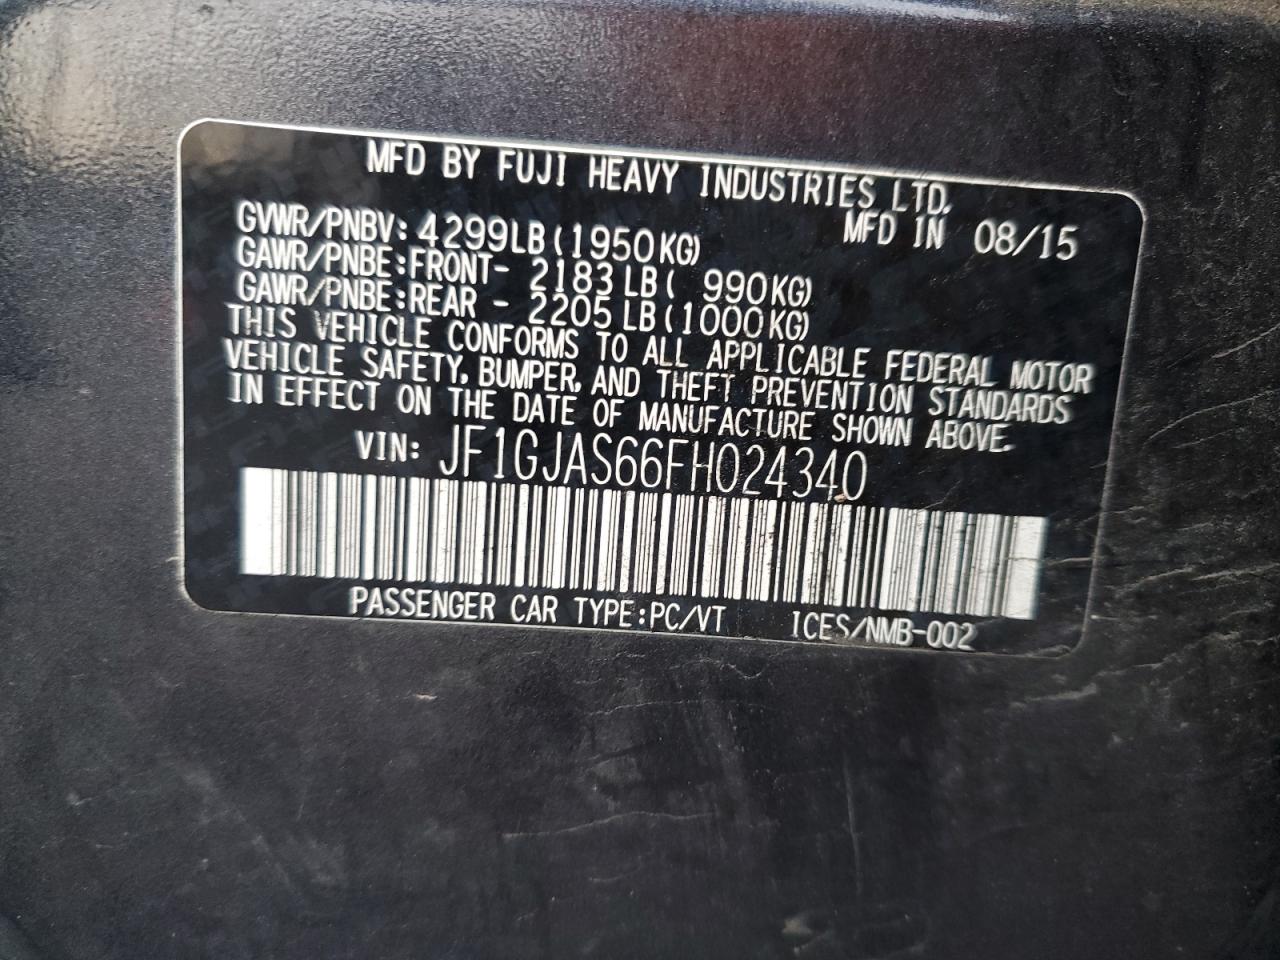 MFD BY FUJI HEAVY INDUSTRIES LTD.
MFD IN 08/15
GVWR/PNBV: 4299LB(1950KG)
GAWR/PNBE:FRONT- 2183 LB( 990KG)
GAWR/PNBE:REAR - 2205 LB(1000KG)
THIS VEHICLE CONFORMS TO ALL APPLICABLE FEDERAL MOTOR
VEHICLE SAFETY, BUMPER, AND THEFT PREVENTION STANDARDS
IN EFFECT ON THE DATE OF MANUFACTURE SHOWN ABOVE.
VIN: JF1GJAS66FH024340
PASSENGER CAR TYPE:PC/VT ICES/NMB-002